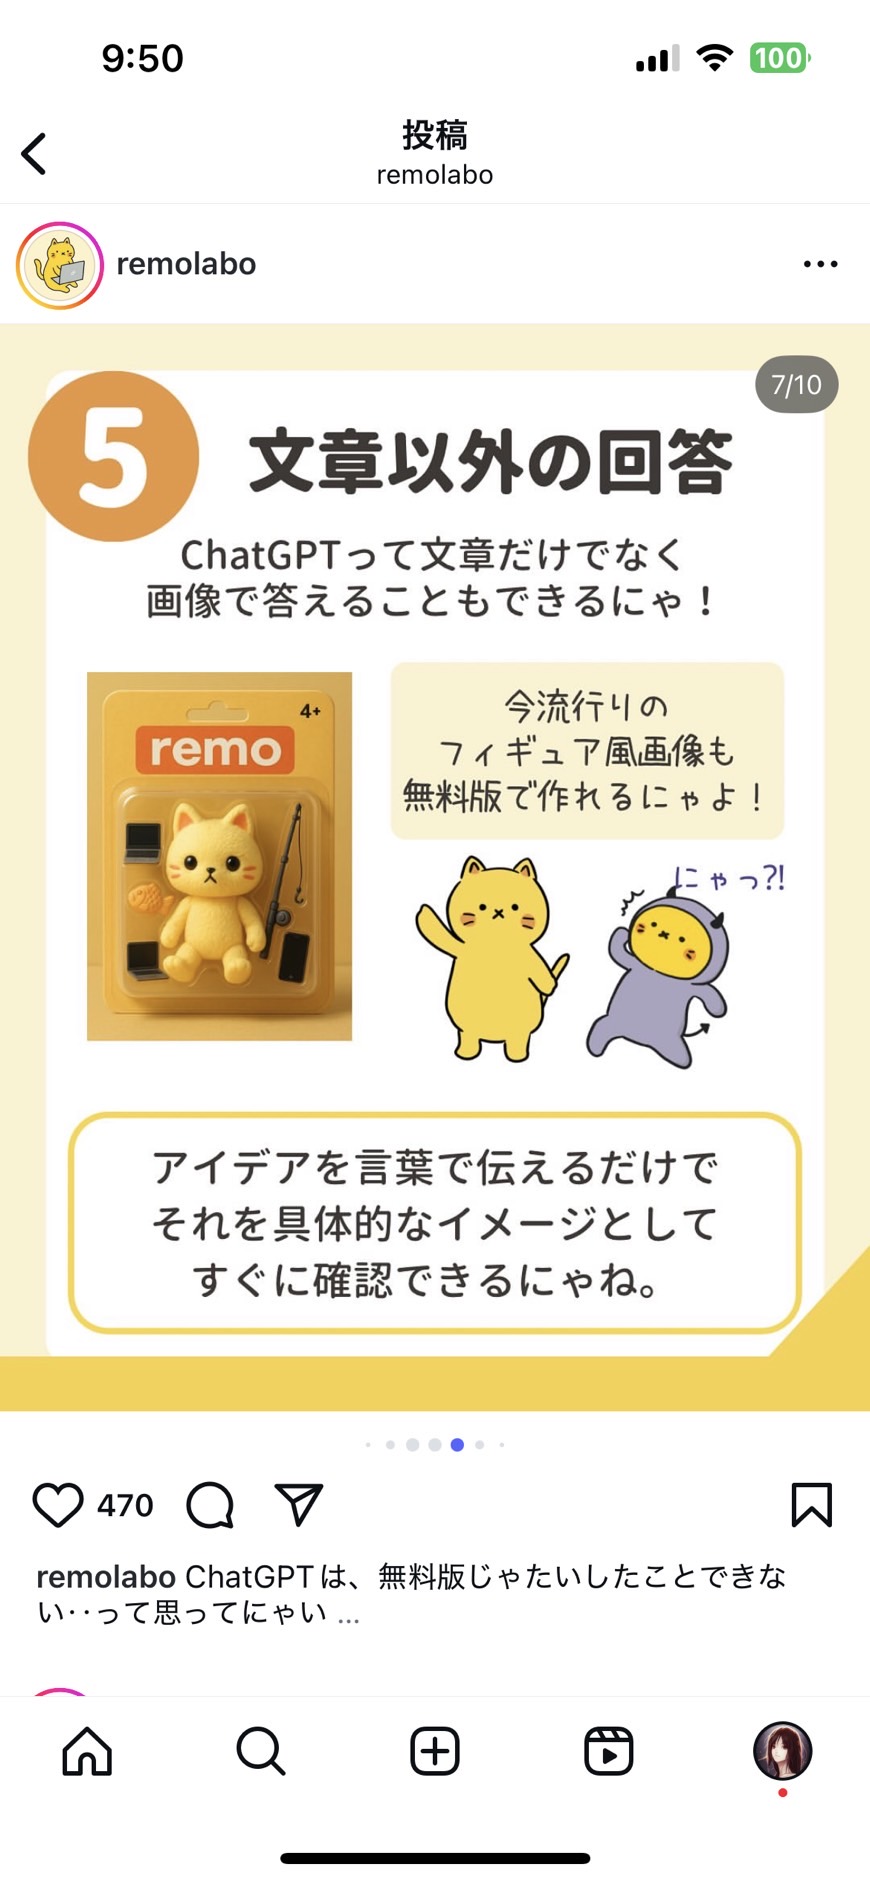 9:50
100
投稿
remolabo
remolabo
7/10
5
文章以外の回答
ChatGPTって文章だけでなく
画像で答えることもできるにゃ！
4+
remo
今流行りの
フィギュア風画像も
無料版で作れるにゃよ！
にゃっ?!
アイデアを言葉で伝えるだけで
それを具体的なイメージとして
すぐに確認できるにゃね。
470
remolabo ChatGPTは、無料版じゃたいしたことできな
い‥って思ってにゃい ...